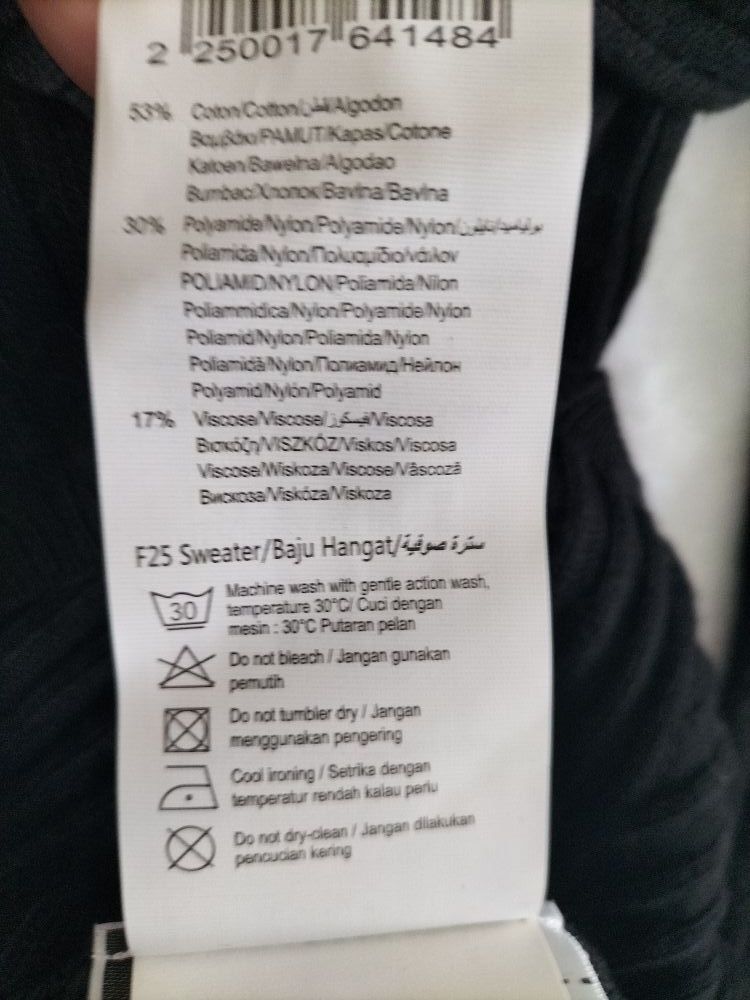 2 250017 641484
53% Coton/Cotton/قطن/Algodon
Βαμβάκι/PAMUT/Kapas/Cotone
Katoen/Bawełna/Algodao
Bumbac/Хлопок/Bavlna/Bavlna
30% Polyamide/Nylon/Polyamide/Nylon/بولياميد/نايلون
Poliamida/Nylon/Πολυαμίδιο/νάιλον
POLIAMID/NYLON/Poliamida/Nilon
Poliammidica/Nylon/Polyamide/Nylon
Poliamid/Nylon/Poliamida/Nylon
Poliamidă/Nylon/Полиамид/Нейлон
Polyamid/Nylón/Polyamid
17% Viscose/Viscose/فيسكوز/Viscosa
Βισκόζη/VISZKÓZ/Viskos/Viscosa
Viscose/Wiskoza/Viscose/Vâscoză
Вискоза/Viskóza/Viskoza
F25 Sweater/Baju Hangat/سترة صوفية
30 Machine wash with gentle action wash,
temperature 30°C/ Cuci dengan
mesin : 30°C Putaran pelan
Do not bleach / Jangan gunakan
pemutih
Do not tumbler dry / Jangan
menggunakan pengering
Cool ironing / Setrika dengan
temperatur rendah kalau perlu
Do not dry-clean / Jangan dilakukan
pencucian kering